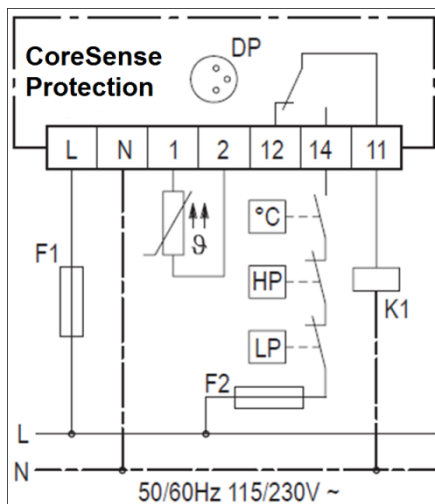 CoreSense DP
Protection
L N 1 2 12 14 11
°C
F1 ϑ
HP
K1
LP
F2
L
N
50/60Hz 115/230V ~